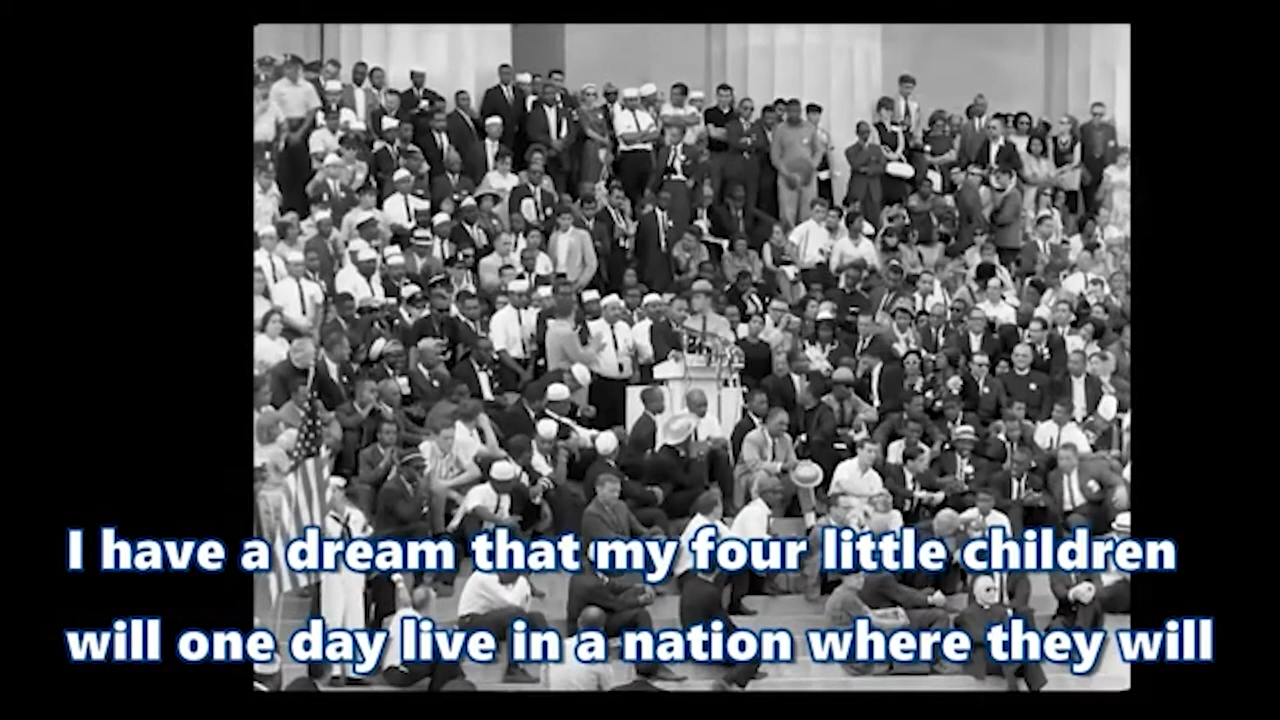 I have a dream that my four little children
will one day live in a nation where they will